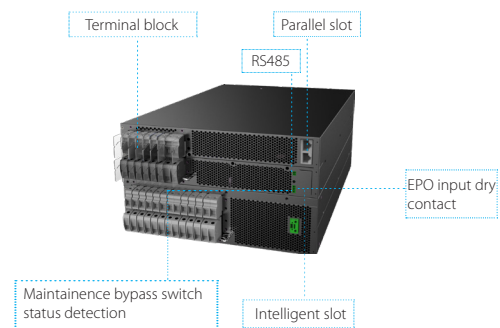 Terminal block
Parallel slot
RS485
EPO input dry
contact
Maintainence bypass switch
status detection
Intelligent slot